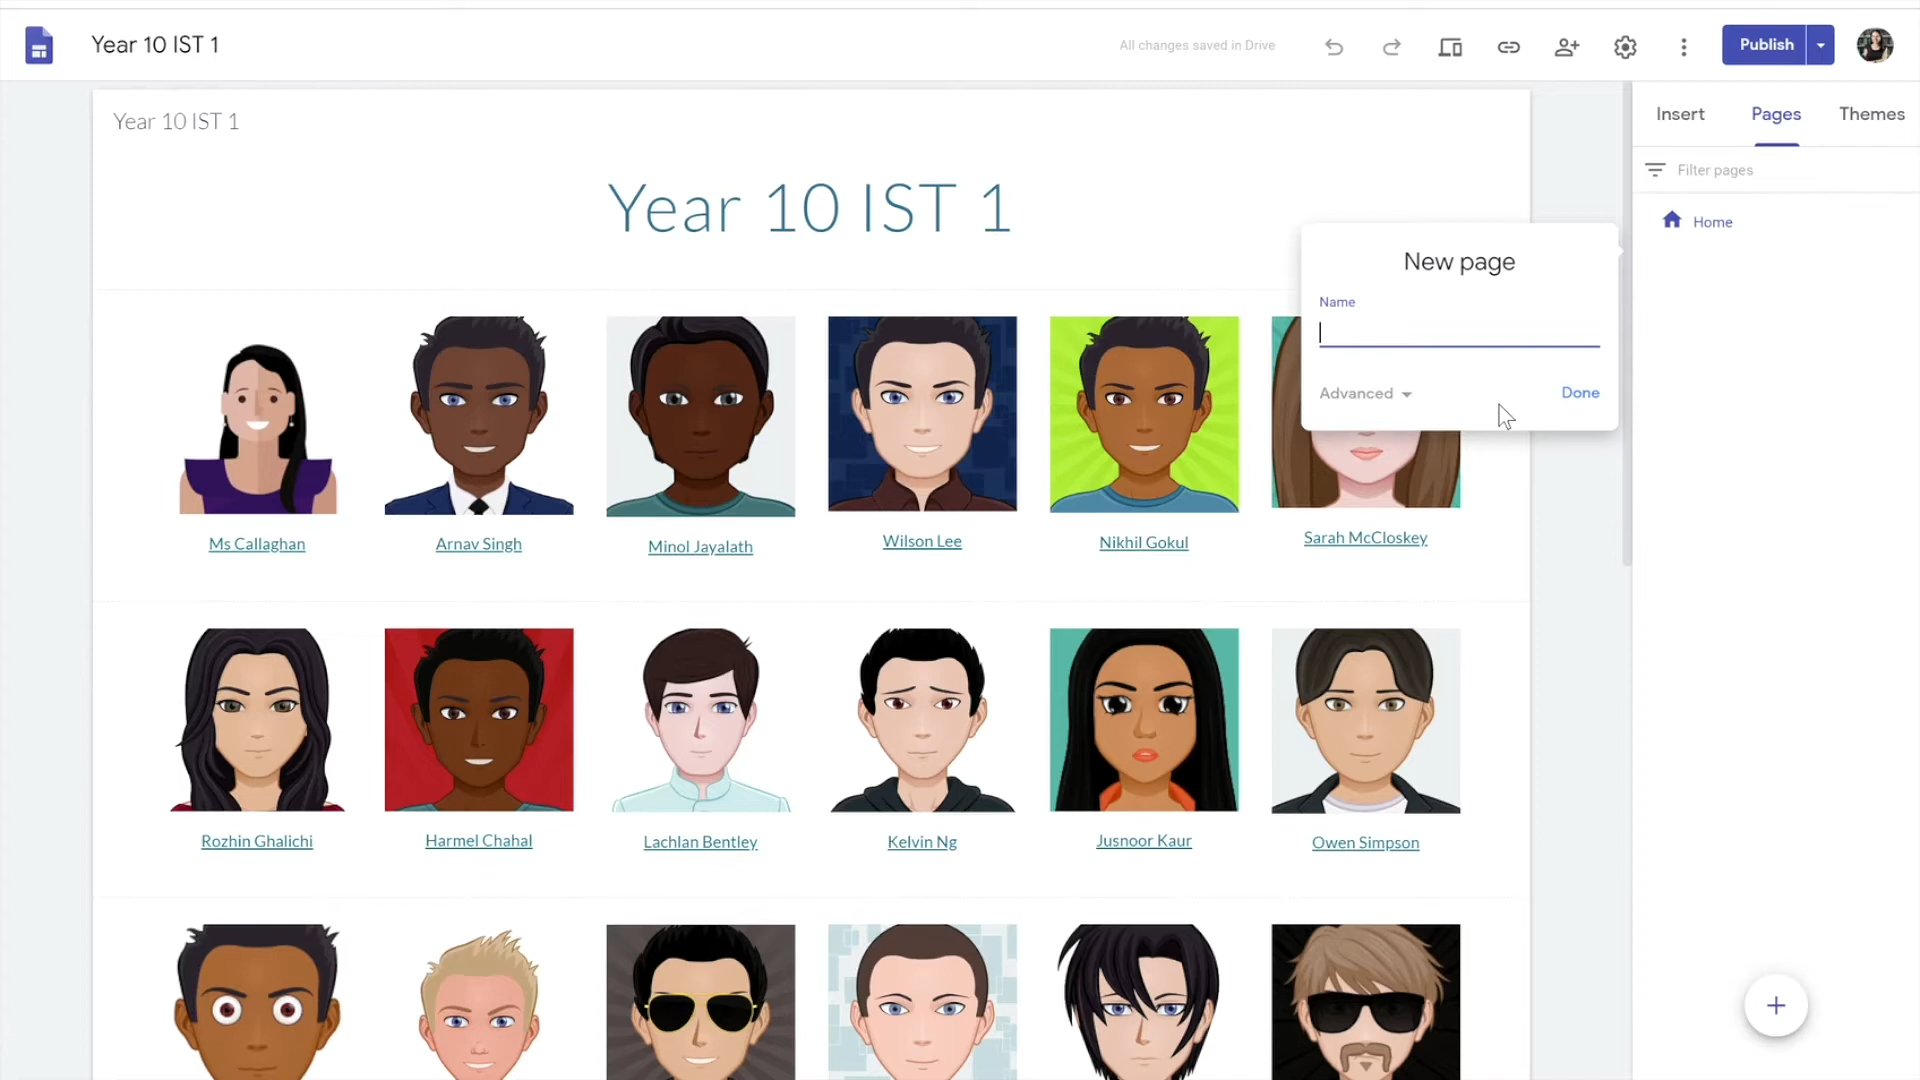 Year 10 IST 1
All changes saved in Drive
Publish
Insert
Pages
Themes
Filter pages
Home
Year 10 IST 1
Year 10 IST 1
New page
Name
Advanced
Done
Ms Callaghan
Arnav Singh
Minol Jayalath
Wilson Lee
Nikhil Gokul
Sarah McCloskey
Rozhin Ghalichi
Harmel Chahal
Lachlan Bentley
Kelvin Ng
Jusnoor Kaur
Owen Simpson